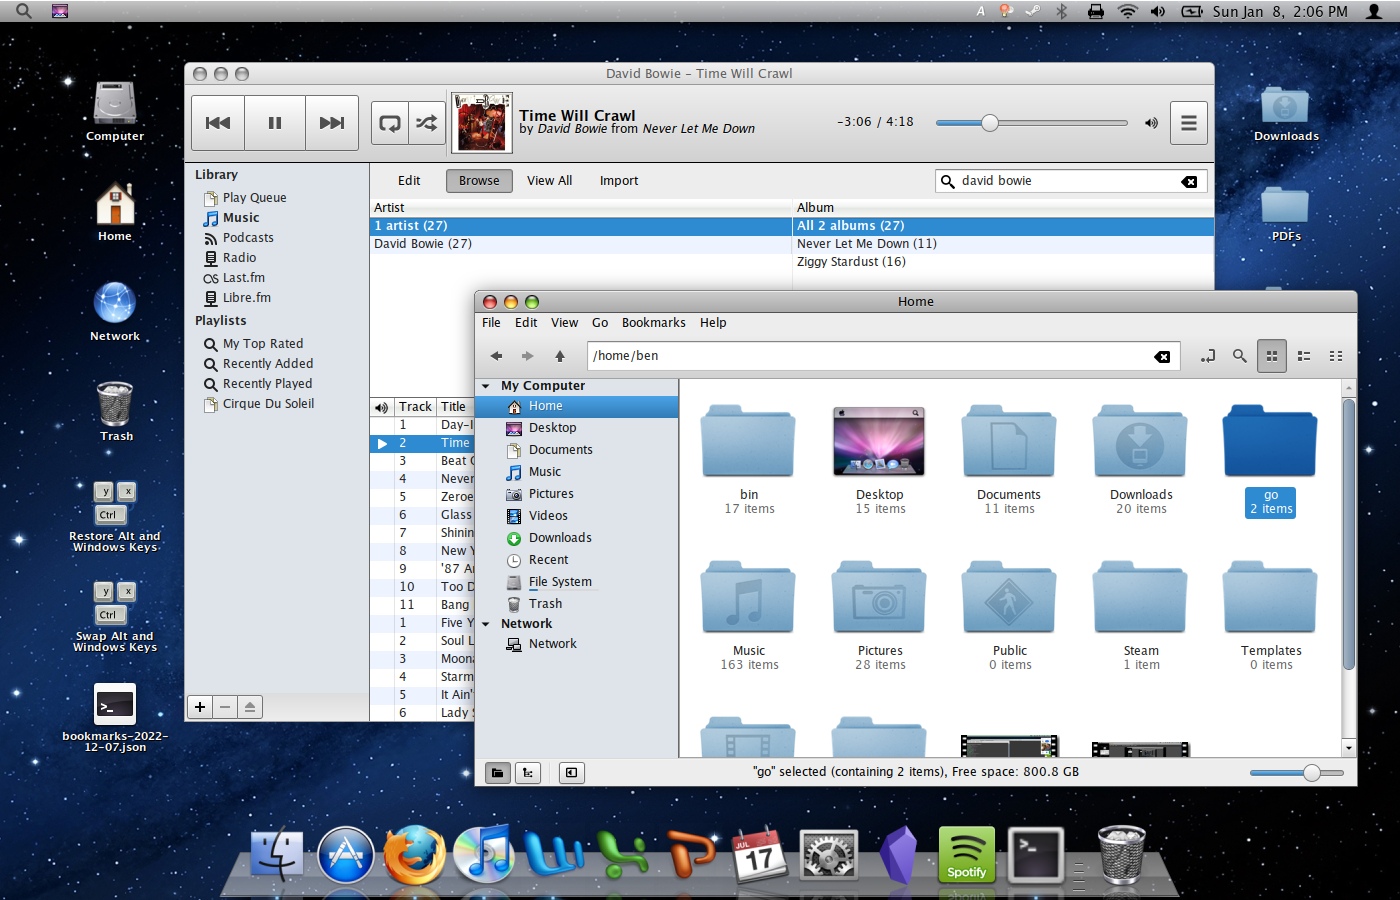 A
Sun Jan  8,  2:06 PM
David Bowie - Time Will Crawl
Time Will Crawl
by David Bowie from Never Let Me Down
-3:06 / 4:18
Library
Play Queue
Music
Podcasts
Radio
Last.fm
Libre.fm
Playlists
My Top Rated
Recently Added
Recently Played
Cirque Du Soleil
Edit
Browse
View All
Import
david bowie
Artist
Album
1 artist (27)
All 2 albums (27)
David Bowie (27)
Never Let Me Down (11)
Ziggy Stardust (16)
Track
Title
1 Day-I
2 Time
3 Beat
4 Never
5 Zeroe
6 Glass
7 Shinin
8 New Y
9 '87 A
10 Too D
11 Bang
1 Five Y
2 Soul L
3 Moona
4 Starm
5 It Ain'
6 Lady
Home
File
Edit
View
Go
Bookmarks
Help
/home/ben
My Computer
Home
Desktop
Documents
Music
Pictures
Videos
Downloads
Recent
File System
Trash
Network
Network
bin
17 items
Desktop
15 items
Documents
11 items
Downloads
20 items
go
2 items
Music
163 items
Pictures
28 items
Public
0 items
Steam
1 item
Templates
0 items
"go" selected (containing 2 items), Free space: 800.8 GB
Computer
Home
Network
Trash
y
x
Ctrl
Restore Alt and
Windows Keys
y
x
Ctrl
Swap Alt and
Windows Keys
>_
bookmarks-2022-
12-07.json
Downloads
PDFs
JUL
17
Spotify
>_